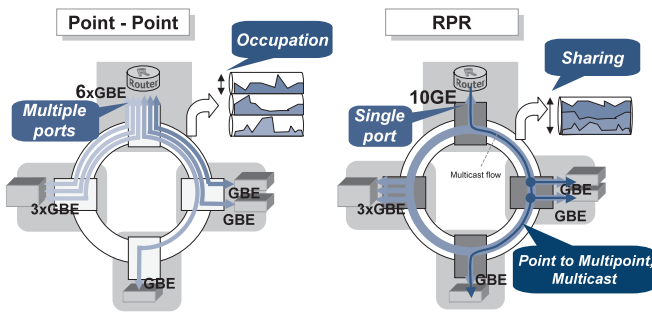 Point - Point
Occupation
Router
6xGBE
Multiple
ports
3xGBE
GBE
GBE
GBE
RPR
Sharing
Router
10GE
Single
port
Multicast flow
3xGBE
GBE
GBE
GBE
Point to Multipoint,
Multicast